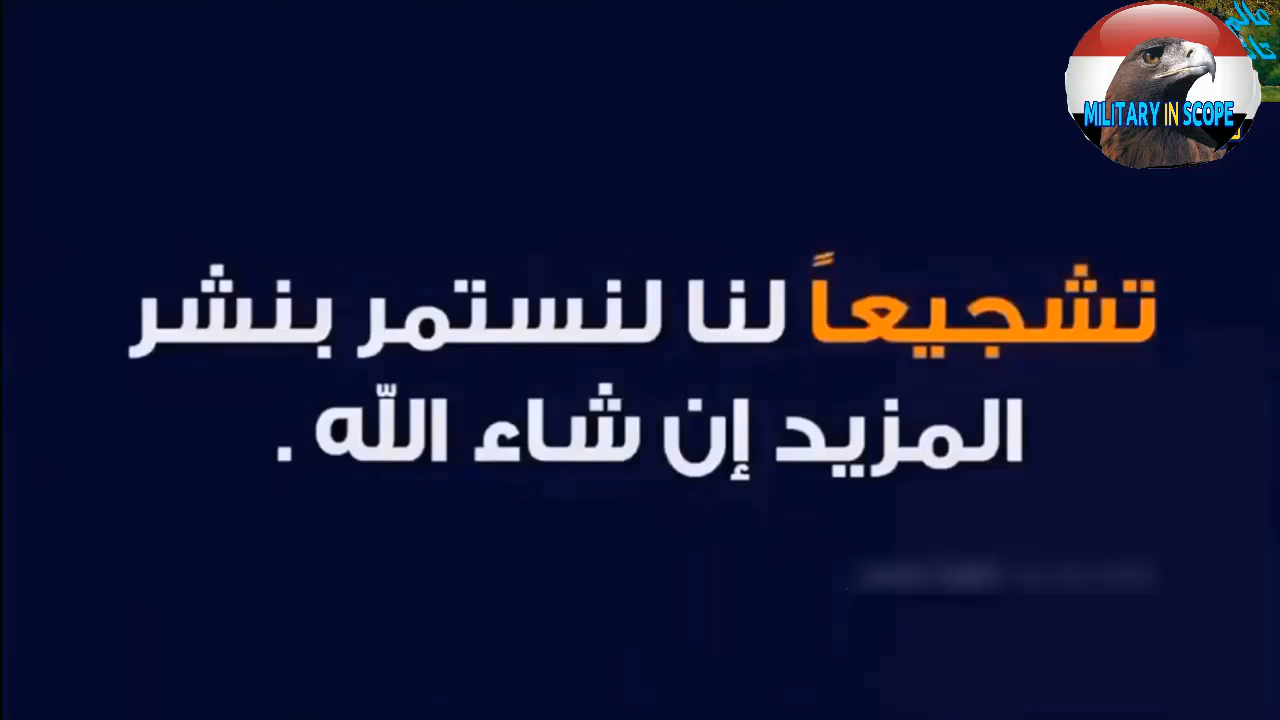 MILITARY IN SCOPE
تشجيعاً لنا لنستمر بنشر
المزيد إن شاء الله .